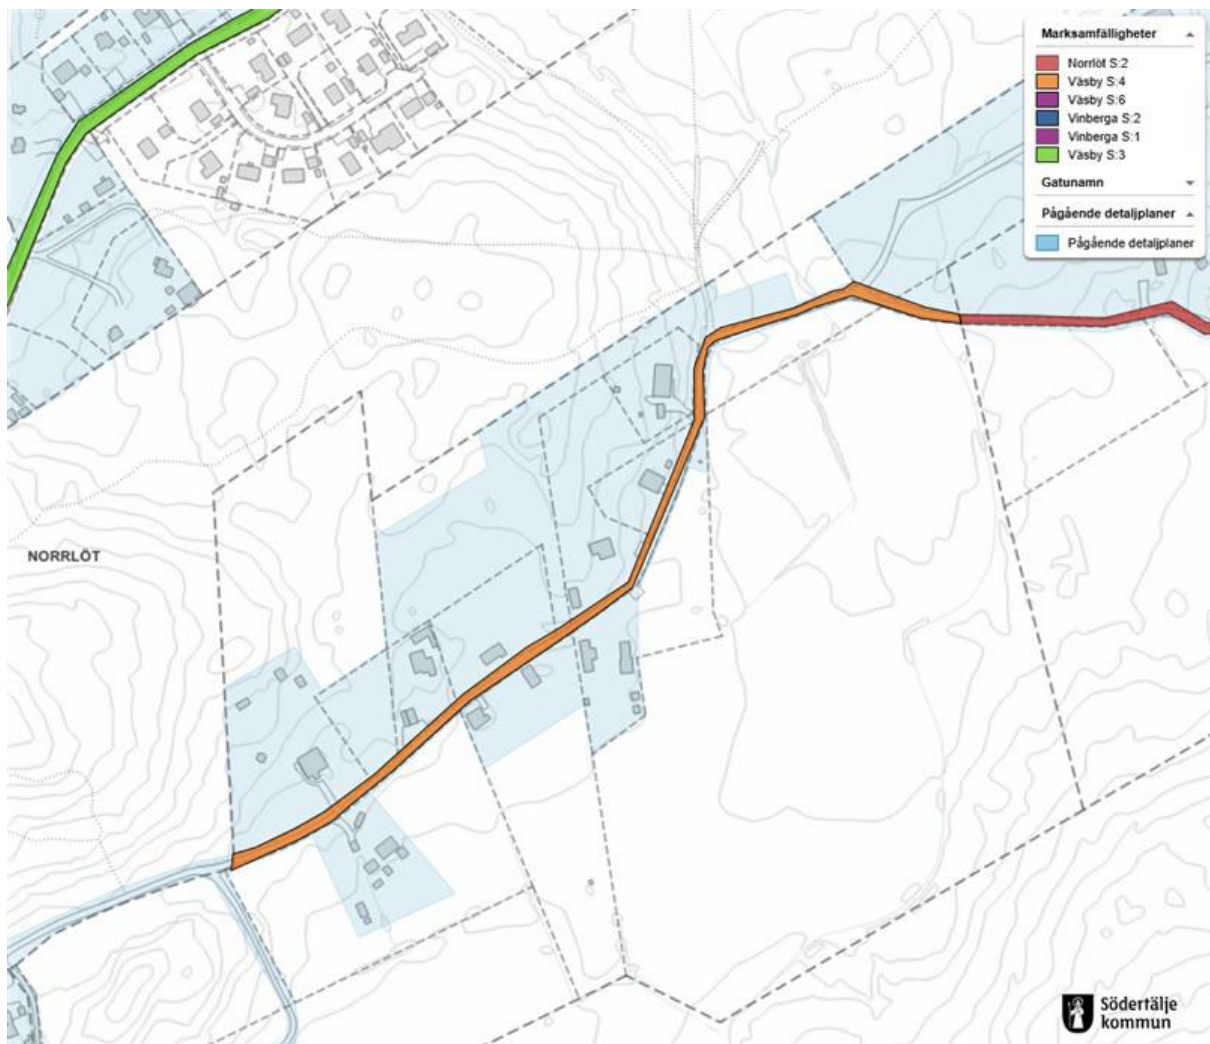 Marksamfälligheter
Norrlöt S:2
Väsby S:4
Väsby S:6
Vinberga S:2
Vinberga S:1
Väsby S:3
Gatunamn
Pågående detaljplaner
Pågående detaljplaner
NORRLÖT
Södertälje
kommun